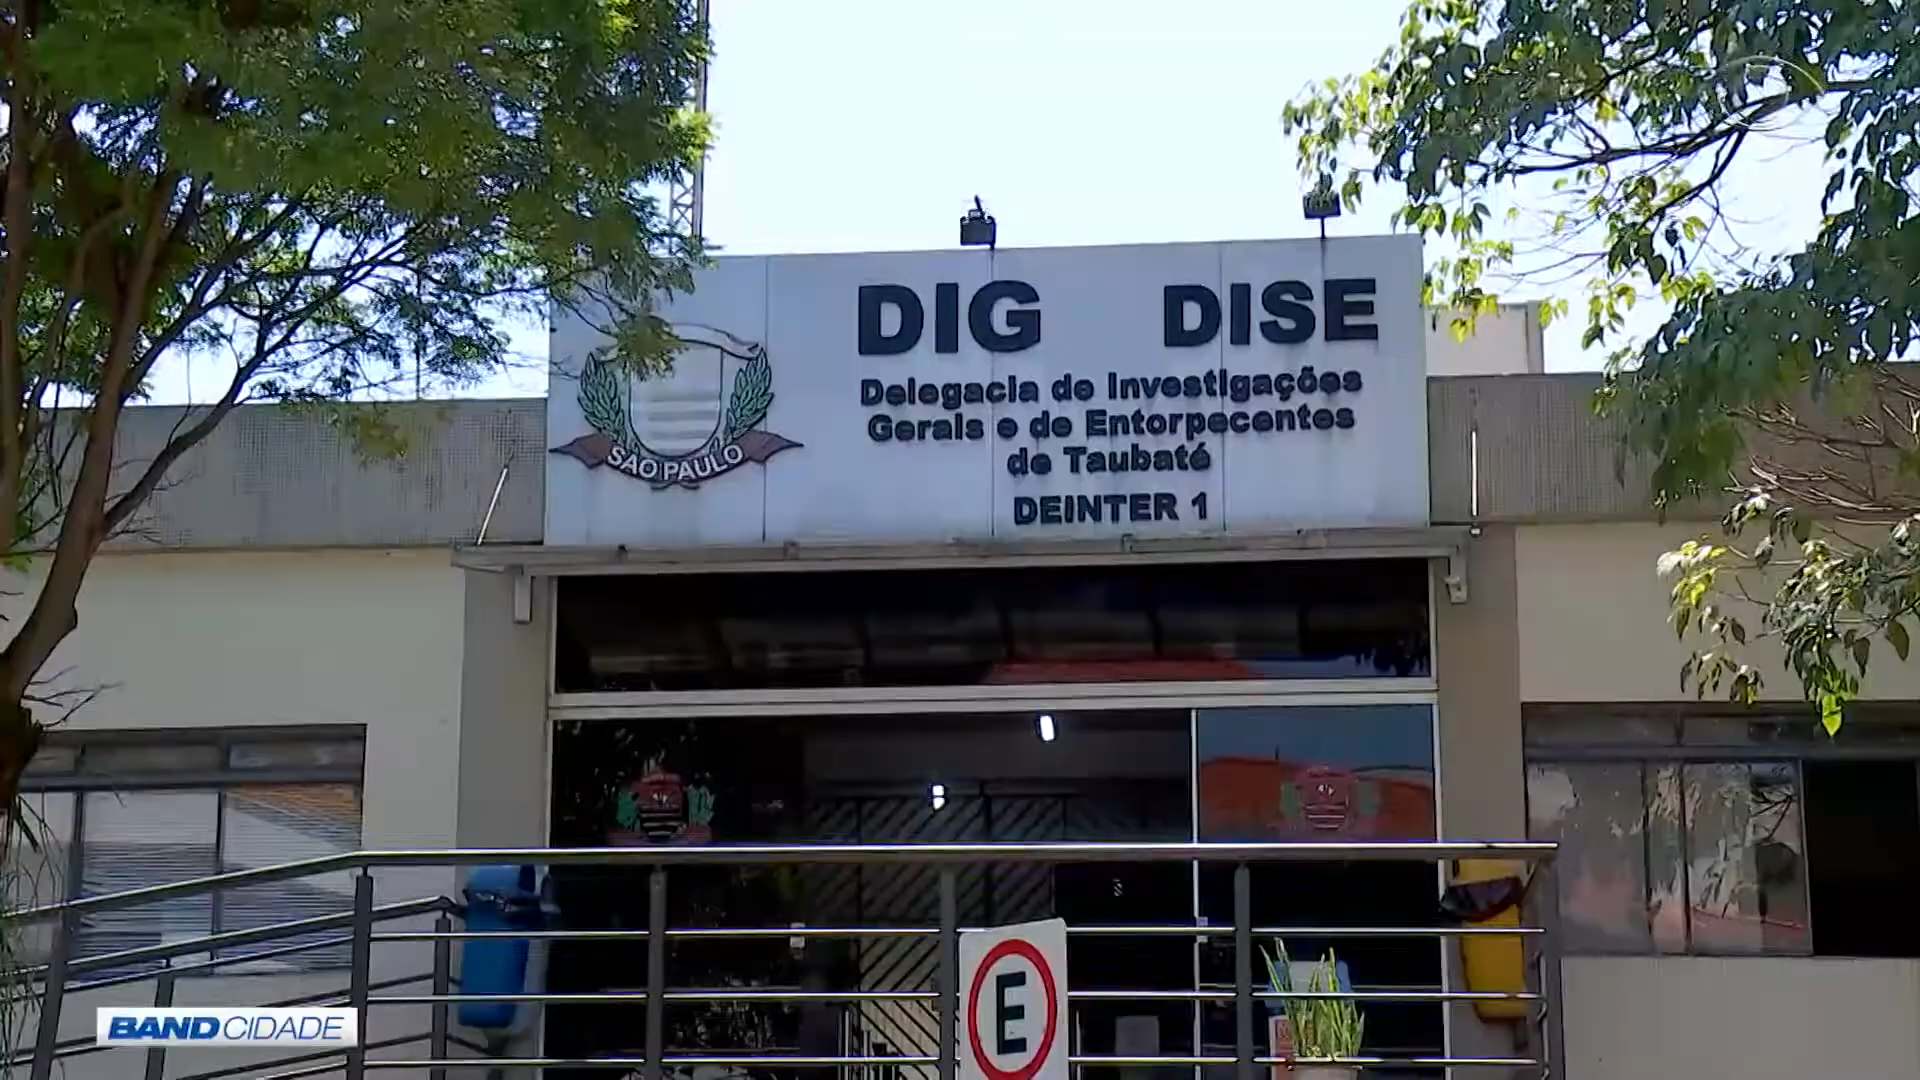 DIG DISE
Delegacia de Investigações
Gerais e de Entorpecentes
de Taubaté
DEINTER 1
SÃO PAULO
E
BAND CIDADE